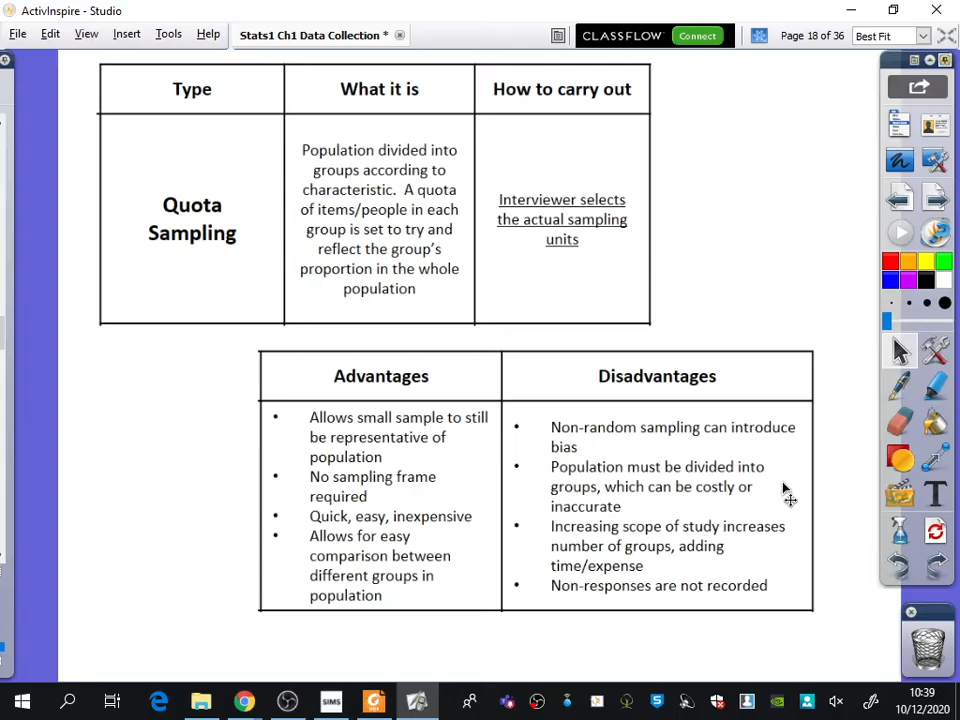 ActivInspire - Studio
File Edit View Insert Tools Help
Stats1 Ch1 Data Collection *
CLASSFLOW Connect
Page 18 of 36
Best Fit
Type
What it is
How to carry out
Quota
Sampling
Population divided into
groups according to
characteristic. A quota
of items/people in each
group is set to try and
reflect the group's
proportion in the whole
population
Interviewer selects
the actual sampling
units
Advantages
Disadvantages
• Allows small sample to still
be representative of
population
• No sampling frame
required
• Quick, easy, inexpensive
• Allows for easy
comparison between
different groups in
population
• Non-random sampling can introduce
bias
• Population must be divided into
groups, which can be costly or
inaccurate
• Increasing scope of study increases
number of groups, adding
time/expense
• Non-responses are not recorded
SIMS
10:39
10/12/2020